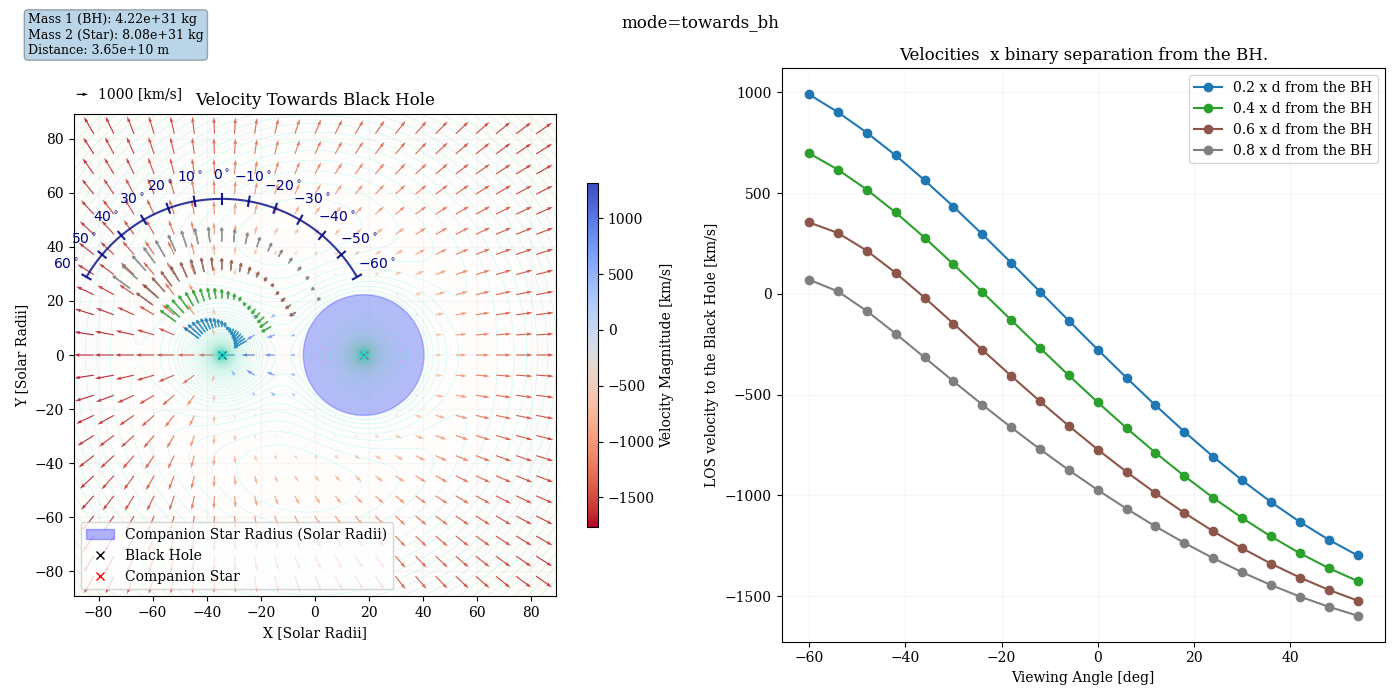 Mass 1 (BH): 4.22e+31 kg
Mass 2 (Star): 8.08e+31 kg
Distance: 3.65e+10 m
mode=towards_bh
1000 [km/s]
Velocity Towards Black Hole
80
60
40
20
0
−20
−40
−60
−80
Y [Solar Radii]
60°
50°
40°
30°
20°
10°
0°
−10°
−20°
−30°
−40°
−50°
−60°
Companion Star Radius (Solar Radii)
Black Hole
Companion Star
−80 −60 −40 −20 0 20 40 60 80
X [Solar Radii]
1000
500
0
−500
−1000
−1500
Velocity Magnitude [km/s]
Velocities  x binary separation from the BH.
0.2 x d from the BH
0.4 x d from the BH
0.6 x d from the BH
0.8 x d from the BH
1000
500
0
−500
−1000
−1500
LOS velocity to the Black Hole [km/s]
−60 −40 −20 0 20 40
Viewing Angle [deg]